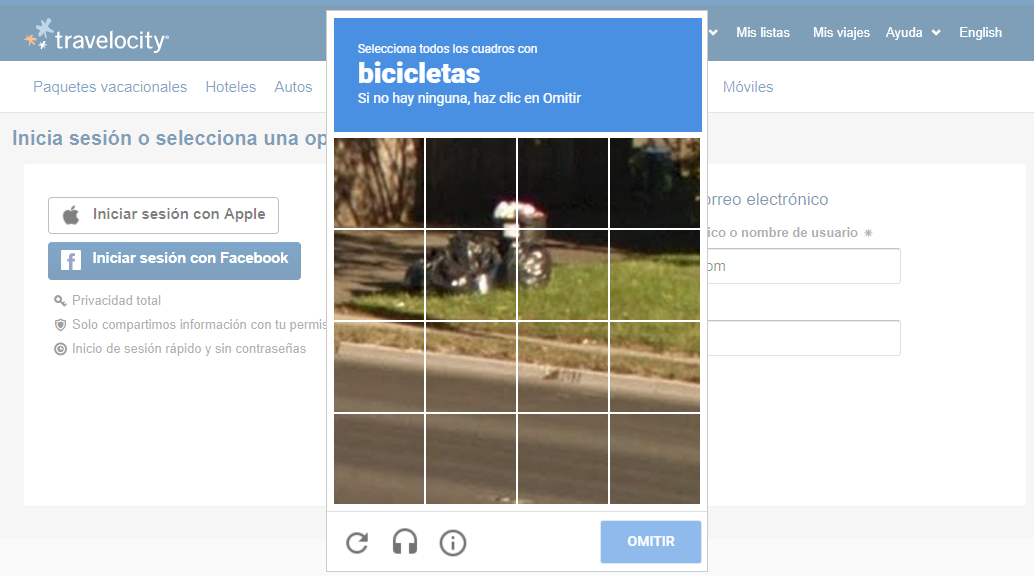 travelocity
Mis listas
Mis viajes
Ayuda
English
Paquetes vacacionales
Hoteles
Autos
Móviles
Inicia sesión o selecciona una op
Iniciar sesión con Apple
Iniciar sesión con Facebook
Privacidad total
Solo compartimos información con tu permis
Inicio de sesión rápido y sin contraseñas
Selecciona todos los cuadros con
bicicletas
Si no hay ninguna, haz clic en Omitir
OMITIR
orreo electrónico
ico o nombre de usuario *
om